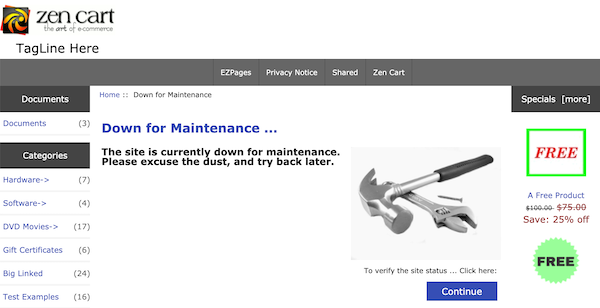 zen cart
the art of e-commerce
TagLine Here
EZPages Privacy Notice Shared Zen Cart
Documents
Documents (3)
Categories
Hardware-> (7)
Software-> (4)
DVD Movies-> (17)
Gift Certificates (6)
Big Linked (24)
Test Examples (16)
Home :: Down for Maintenance
Down for Maintenance ...
The site is currently down for maintenance.
Please excuse the dust, and try back later.
To verify the site status ... Click here:
Continue
Specials [more]
FREE
A Free Product
$100.00 $75.00
Save: 25% off
FREE